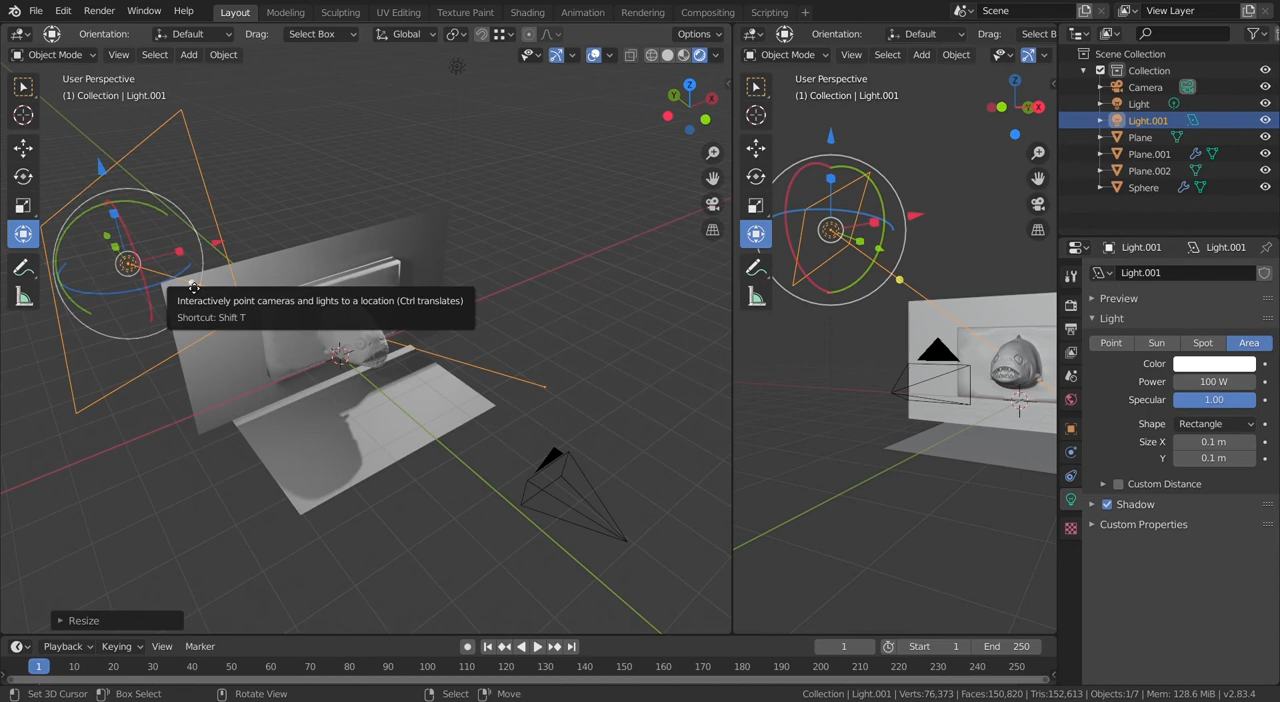 File Edit Render Window Help Layout Modeling Sculpting UV Editing Texture Paint Shading Animation Rendering Compositing Scripting + Scene View Layer
Orientation: Default Drag: Select Box Global Options
Orientation: Default Drag: Select B
Object Mode View Select Add Object
Object Mode View Select Add Object
User Perspective
(1) Collection | Light.001
User Perspective
(1) Collection | Light.001
Z
Y
X
Z
Y
X
Interactively point cameras and lights to a location (Ctrl translates)
Shortcut: Shift T
Resize
Scene Collection
Collection
Camera
Light
Light.001
Plane
Plane.001
Plane.002
Sphere
Light.001 Light.001
Light.001
Preview
Light
Point Sun Spot Area
Color
Power 100 W
Specular 1.00
Shape Rectangle
Size X 0.1 m
Y 0.1 m
Custom Distance
Shadow
Custom Properties
Playback Keying View Marker 1 Start 1 End 250
1 10 20 30 40 50 60 70 80 90 100 110 120 130 140 150 160 170 180 190 200 210 220 230 240 250
Set 3D Cursor Box Select Rotate View Select Move Collection | Light.001 | Verts:76,373 | Faces:150,820 | Tris:152,613 | Objects:1/7 | Mem: 128.6 MiB | v2.83.4